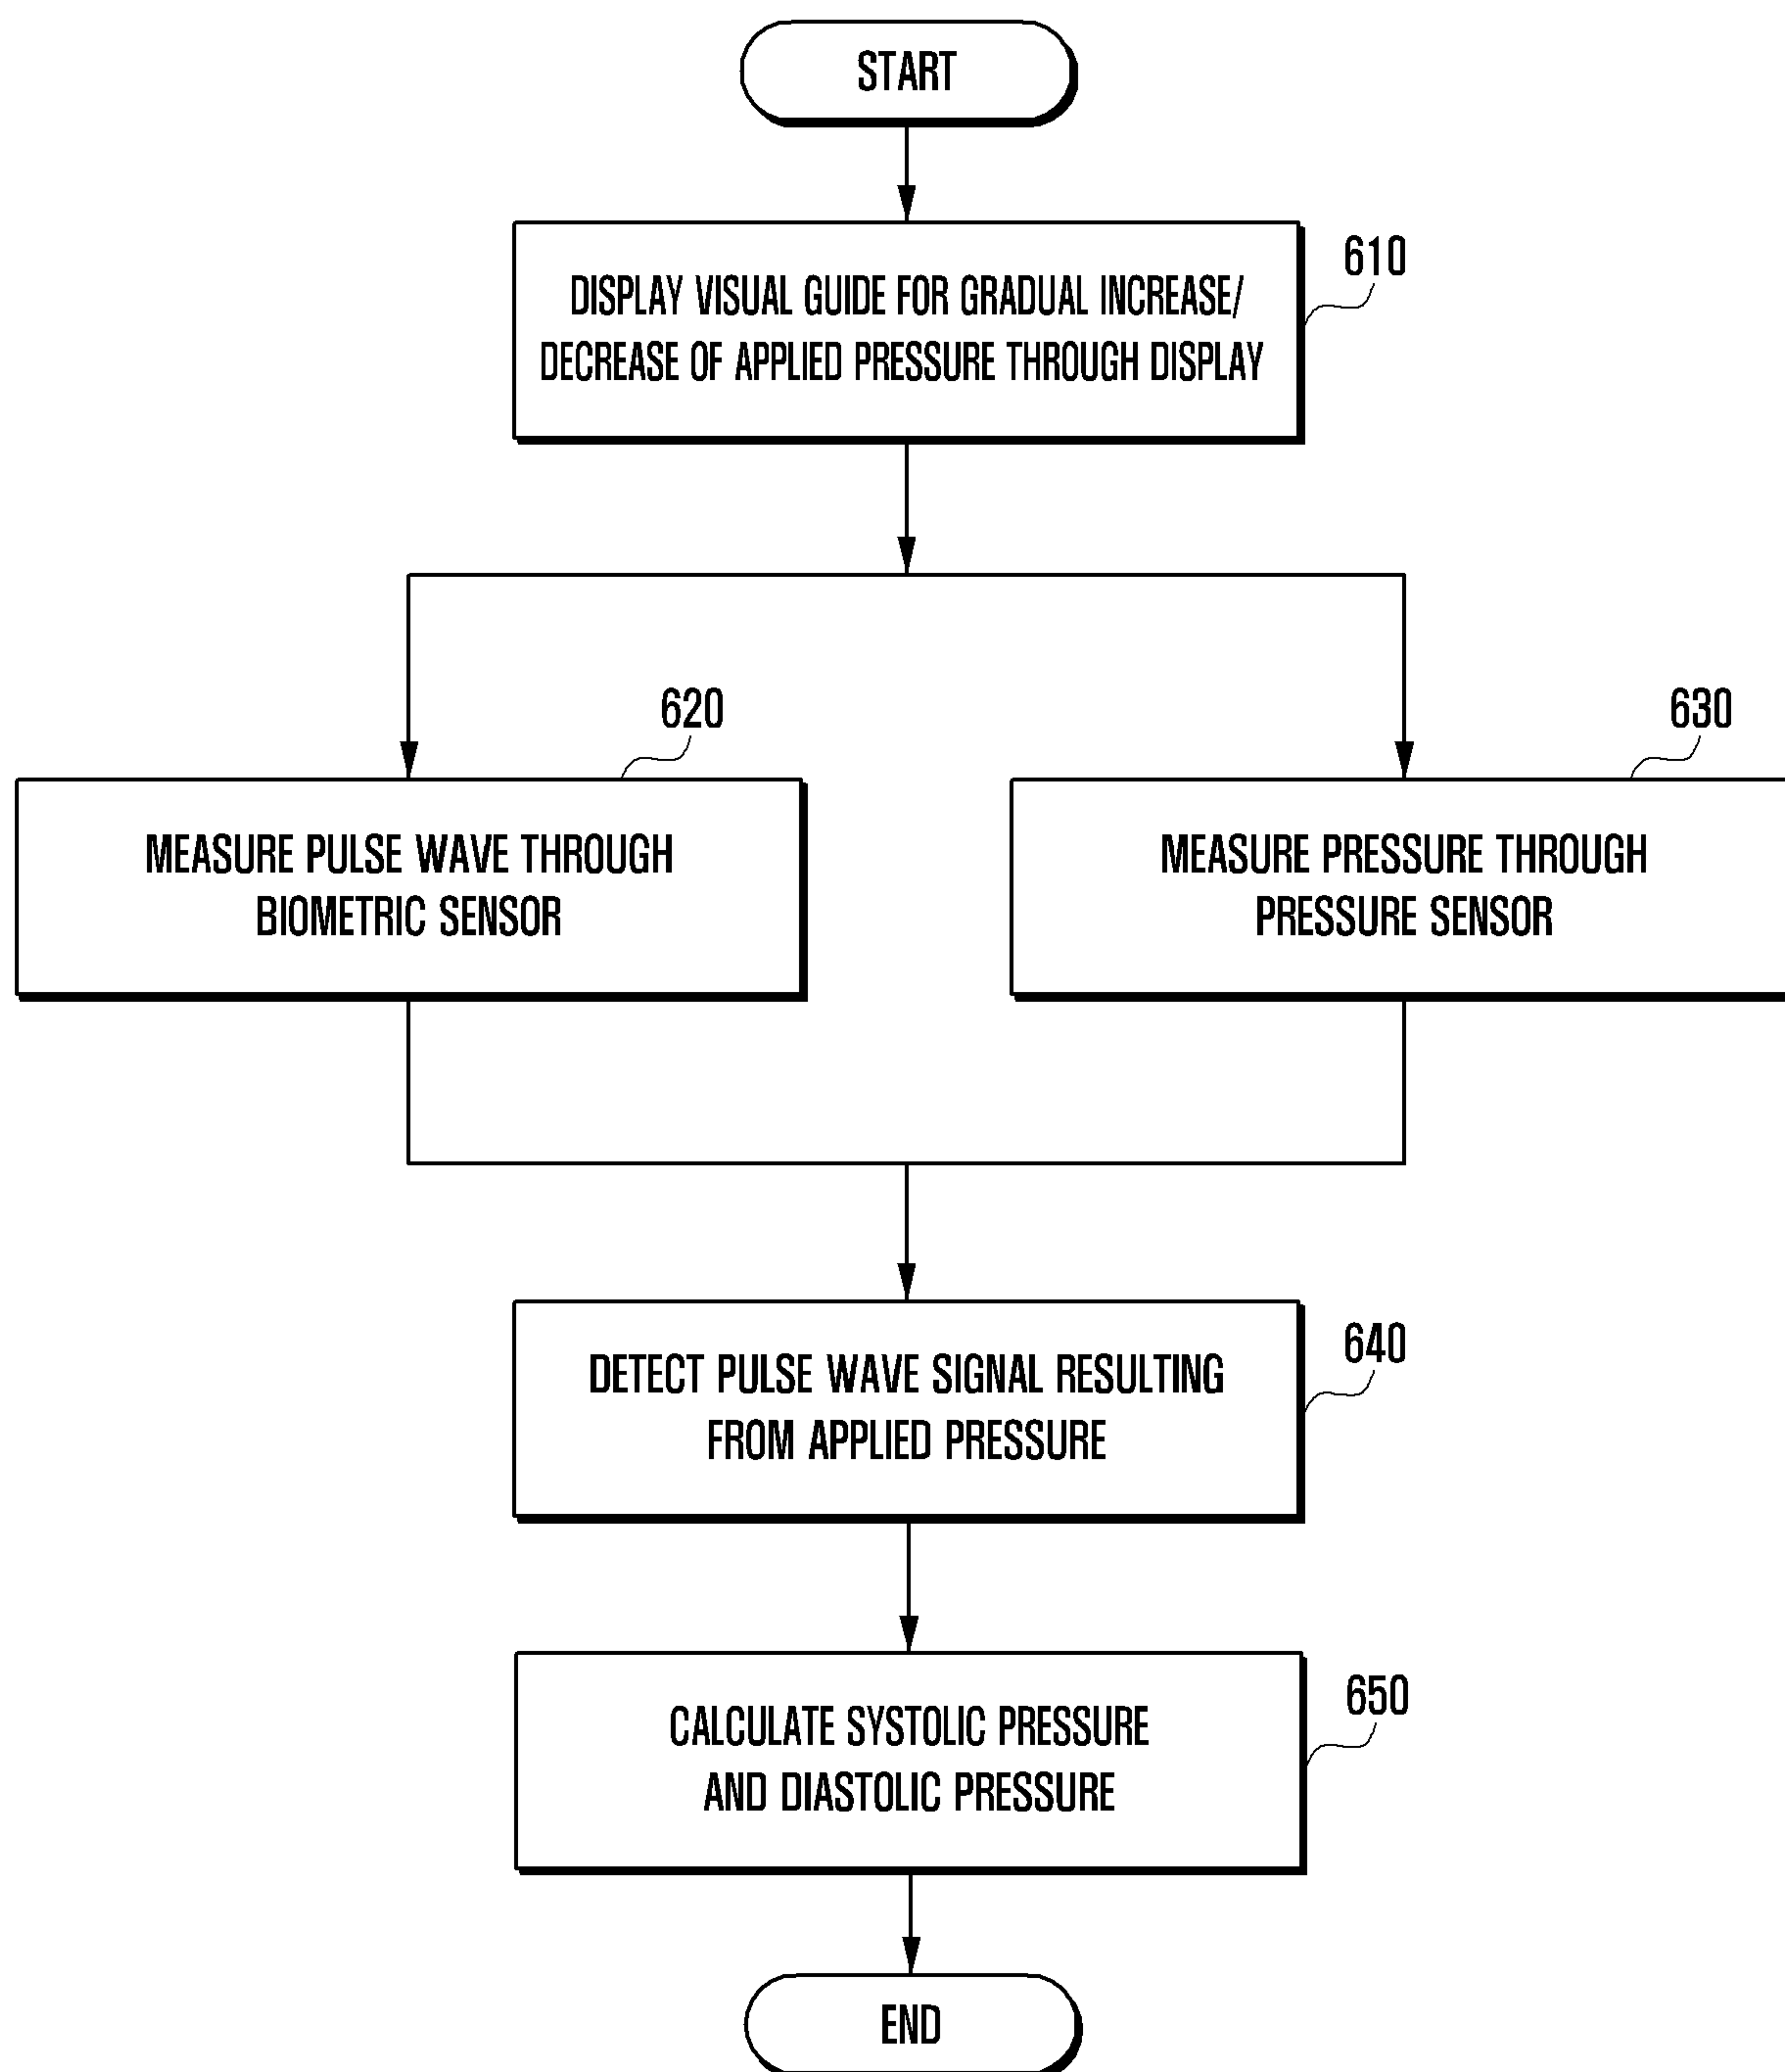 START
610
DISPLAY VISUAL GUIDE FOR GRADUAL INCREASE/
DECREASE OF APPLIED PRESSURE THROUGH DISPLAY
620
MEASURE PULSE WAVE THROUGH
BIOMETRIC SENSOR
630
MEASURE PRESSURE THROUGH
PRESSURE SENSOR
640
DETECT PULSE WAVE SIGNAL RESULTING
FROM APPLIED PRESSURE
650
CALCULATE SYSTOLIC PRESSURE
AND DIASTOLIC PRESSURE
END